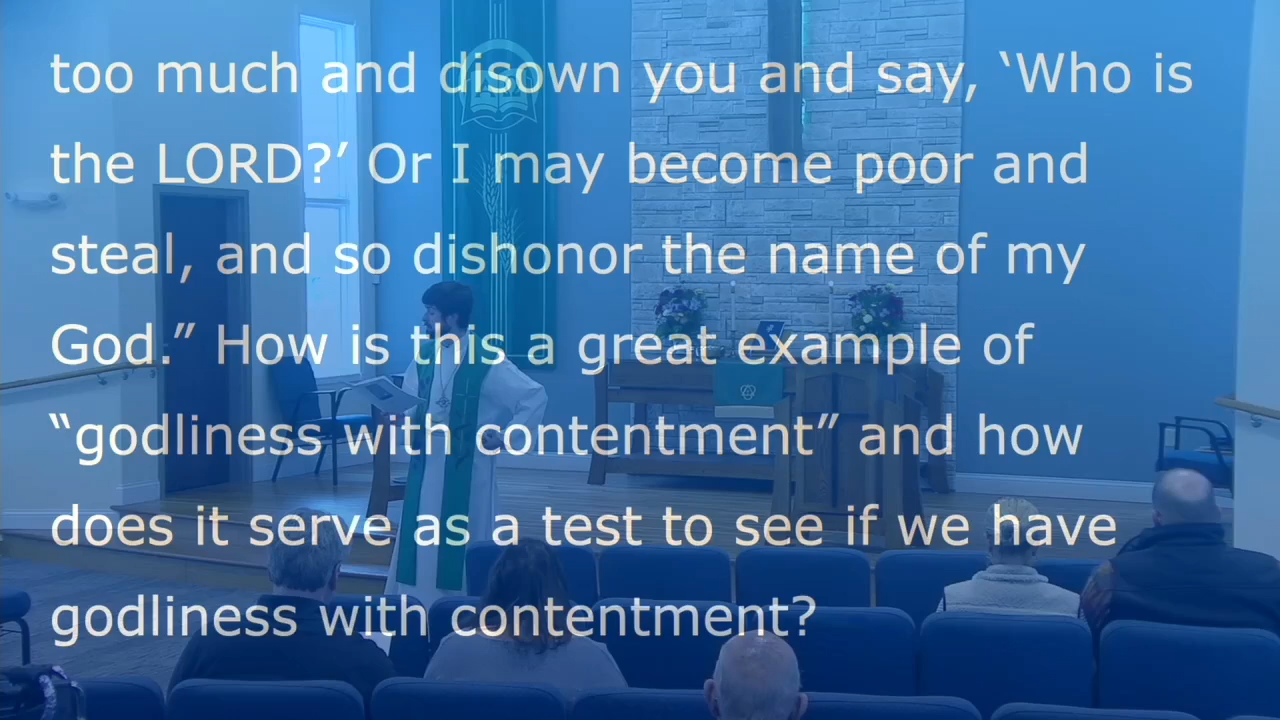 too much and disown you and say, ‘Who is
the LORD?’ Or I may become poor and
steal, and so dishonor the name of my
God.” How is this a great example of
“godliness with contentment” and how
does it serve as a test to see if we have
godliness with contentment?